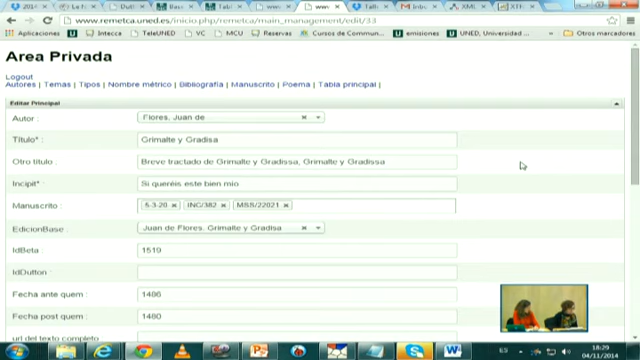 www.remetca.uned.es/inicio.php/remetca/main_management/edit/33
Aplicaciones Intecca TeleUNED VC MCU Reservas Cursos de Commun... emisiones UNED, Universidad ... Otros marcadores
Area Privada
Logout
Autores | Temas | Tipos | Nombre métrico | Bibliografía | Manuscrito | Poema | Tabla principal |
Editar Principal
Autor : Flores, Juan de
Título* : Grimalte y Gradisa
Otro título : Breve tractado de Grimalte y Gradissa, Grimalte y Gradissa
Incipit* : Si queréis este bien mio
Manuscrito : 5-3-20 INC/382 MSS/22021
EdicionBase : Juan de Flores. Grimalte y Gradisa
IdBeta : 1519
IdDutton :
Fecha ante quem : 1486
Fecha post quem : 1480
url del texto completo
ES 18:29
04/11/2014